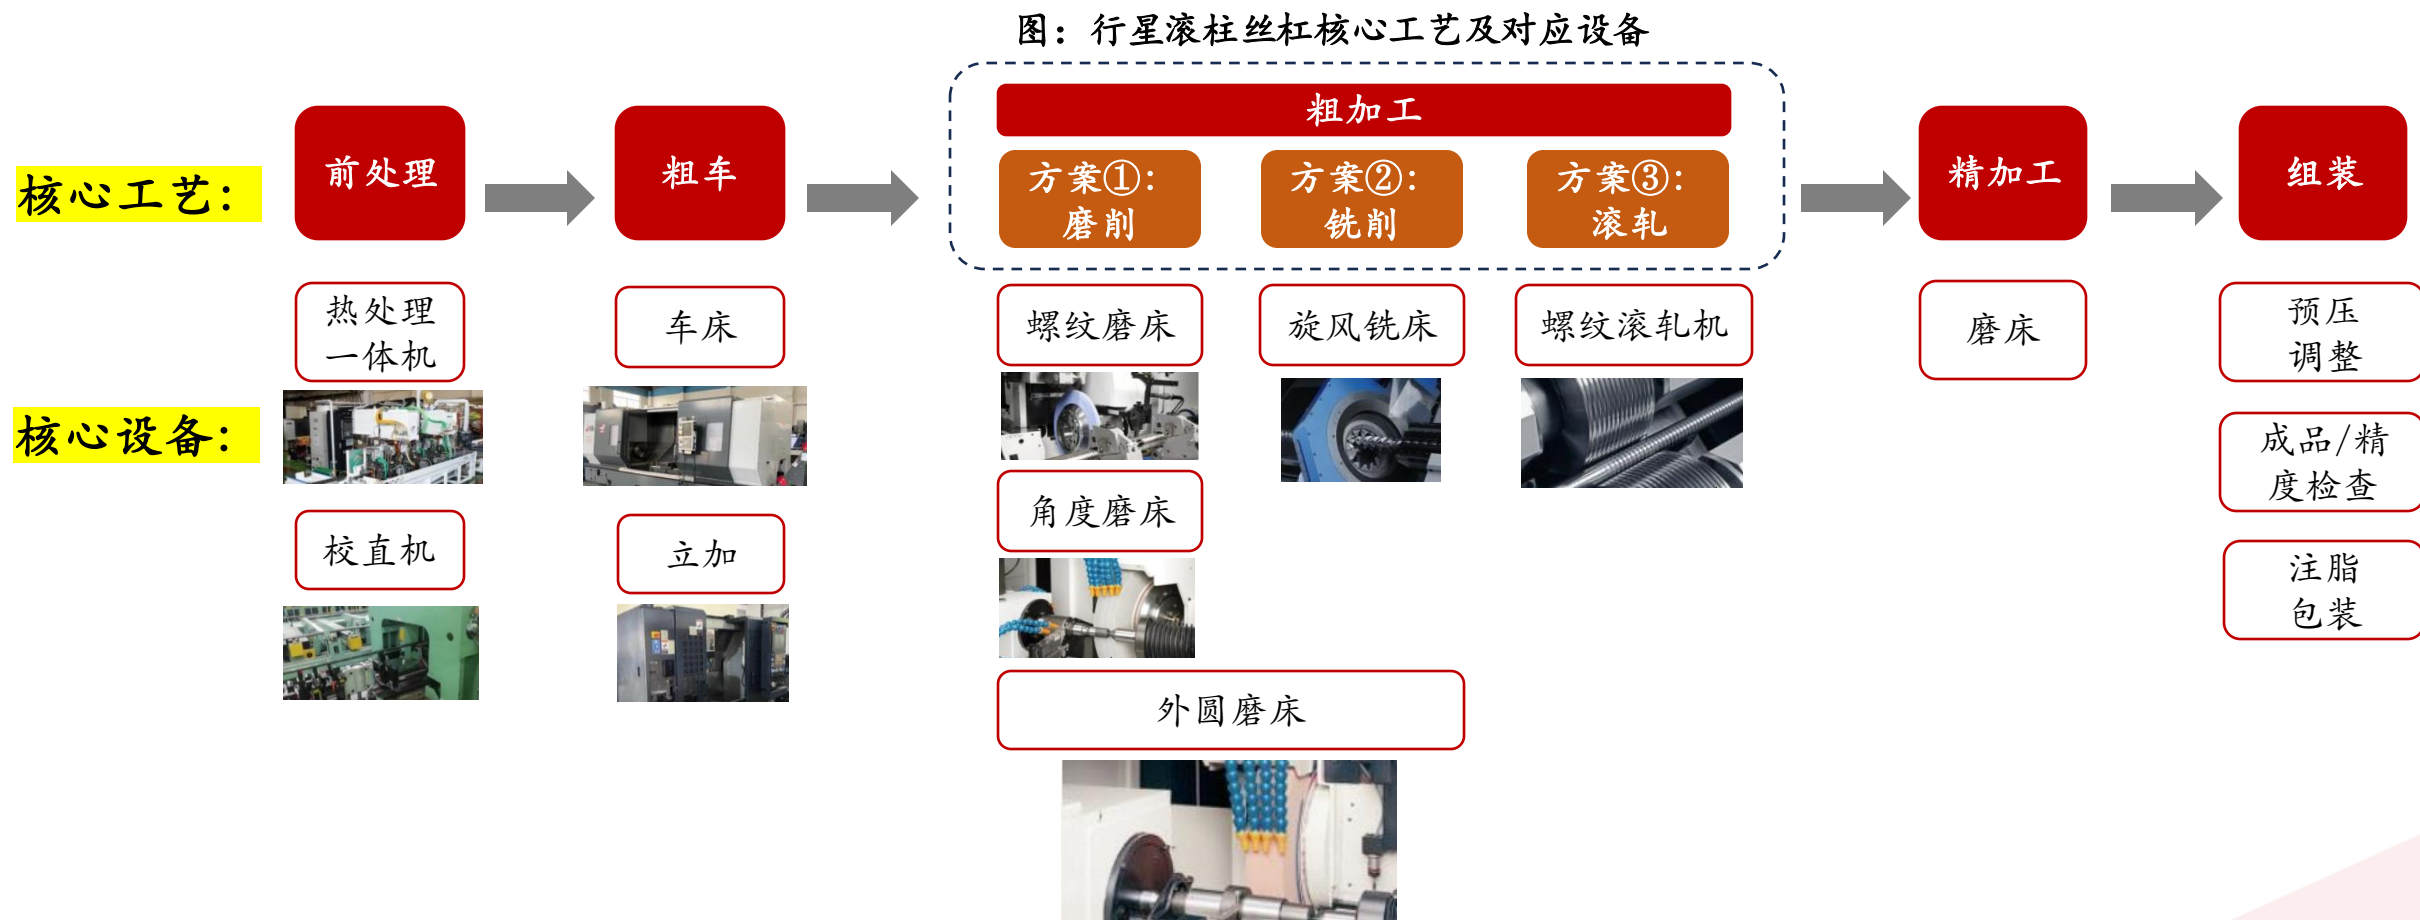 图：行星滚柱丝杠核心工艺及对应设备
核心工艺：
前处理
粗车
粗加工
方案①：
磨削
方案②：
铣削
方案③：
滚轧
精加工
组装
核心设备：
热处理
一体机
校直机
车床
立加
螺纹磨床
角度磨床
外圆磨床
旋风铣床
螺纹滚轧机
磨床
预压
调整
成品/精
度检查
注脂
包装